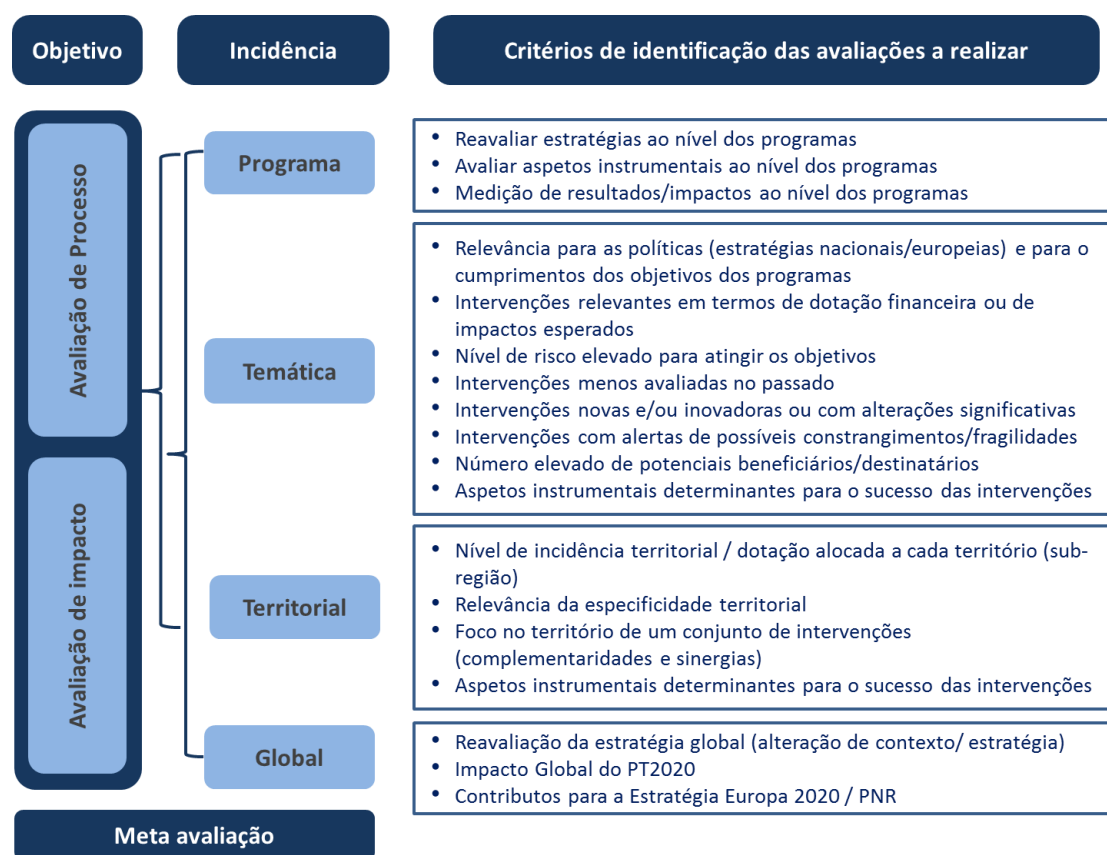 Objetivo
Incidência
Critérios de identificação das avaliações a realizar
Avaliação de Processo
Avaliação de impacto
Programa
• Reavaliar estratégias ao nível dos programas
• Avaliar aspetos instrumentais ao nível dos programas
• Medição de resultados/impactos ao nível dos programas
Temática
• Relevância para as políticas (estratégias nacionais/europeias) e para o
cumprimentos dos objetivos dos programas
• Intervenções relevantes em termos de dotação financeira ou de
impactos esperados
• Nível de risco elevado para atingir os objetivos
• Intervenções menos avaliadas no passado
• Intervenções novas e/ou inovadoras ou com alterações significativas
• Intervenções com alertas de possíveis constrangimentos/fragilidades
• Número elevado de potenciais beneficiários/destinatários
• Aspetos instrumentais determinantes para o sucesso das intervenções
Territorial
• Nível de incidência territorial / dotação alocada a cada território (sub-
região)
• Relevância da especificidade territorial
• Foco no território de um conjunto de intervenções
(complementaridades e sinergias)
• Aspetos instrumentais determinantes para o sucesso das intervenções
Global
• Reavaliação da estratégia global (alteração de contexto/ estratégia)
• Impacto Global do PT2020
• Contributos para a Estratégia Europa 2020 / PNR
Meta avaliação